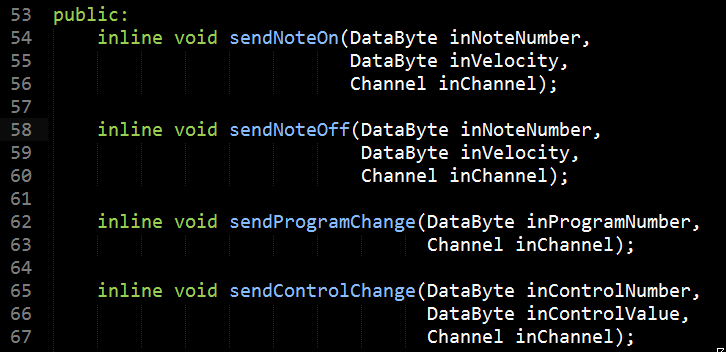 53 public:
54     inline void sendNoteOn(DataByte inNoteNumber,
55                            DataByte inVelocity,
56                            Channel inChannel);
57
58     inline void sendNoteOff(DataByte inNoteNumber,
59                             DataByte inVelocity,
60                             Channel inChannel);
61
62     inline void sendProgramChange(DataByte inProgramNumber,
63                                   Channel inChannel);
64
65     inline void sendControlChange(DataByte inControlNumber,
66                                   DataByte inControlValue,
67                                   Channel inChannel);